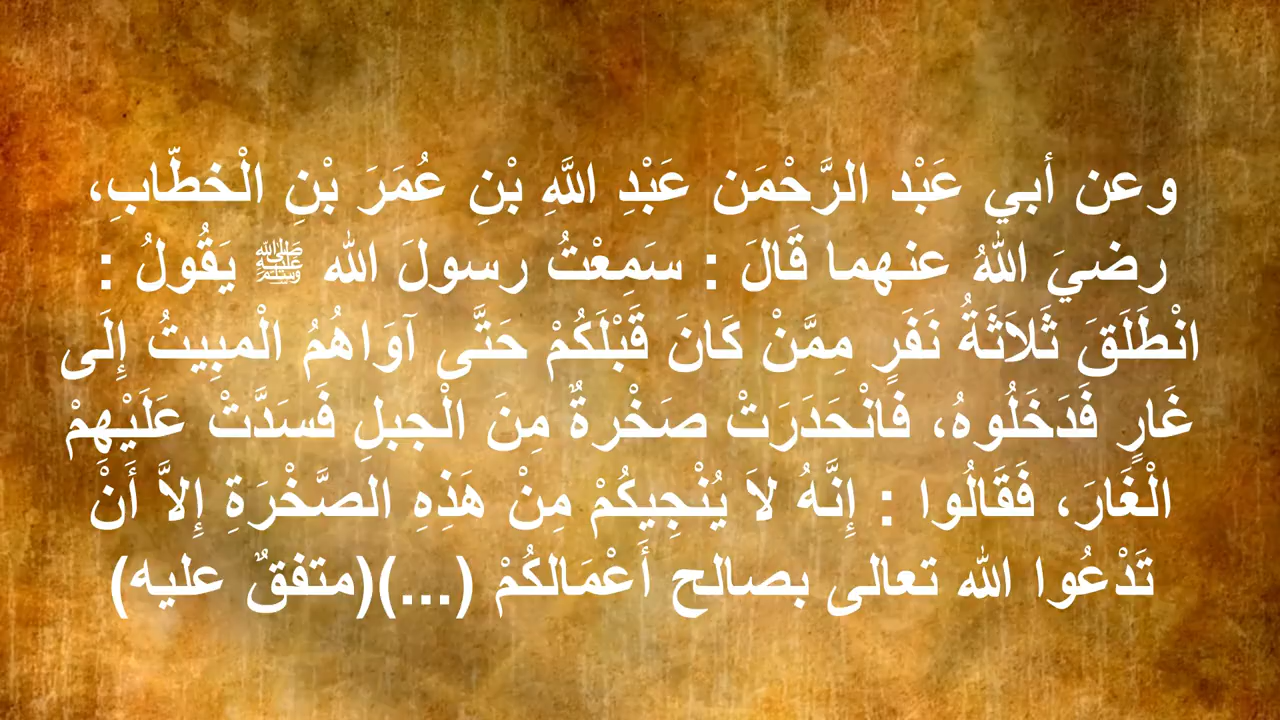 وعن أبي عَبْد الرَّحْمَن عَبْدِ اللَّهِ بْنِ عُمَرَ بْنِ الْخطّابِ،
رضيَ اللهُ عنهما قَالَ : سَمِعْتُ رسولَ الله ﷺ يَقُولُ :
انْطَلَقَ ثَلاَثَةُ نَفَرٍ مِمَّنْ كَانَ قَبْلَكُمْ حَتَّى آوَاهُمُ الْمبِيتُ إِلَى
غَارٍ فَدَخَلُوهُ، فَانْحَدَرَتْ صَخْرةٌ مِنَ الْجبلِ فَسَدَّتْ عَلَيْهِمْ
الْغَارَ، فَقَالُوا : إِنَّهُ لاَ يُنْجِيكُمْ مِنْ هَذِهِ الصَّخْرَةِ إِلاَّ أَنْ
تَدْعُوا الله تعالى بصالح أَعْمَالكُمْ (...)(متفقٌ عليه)